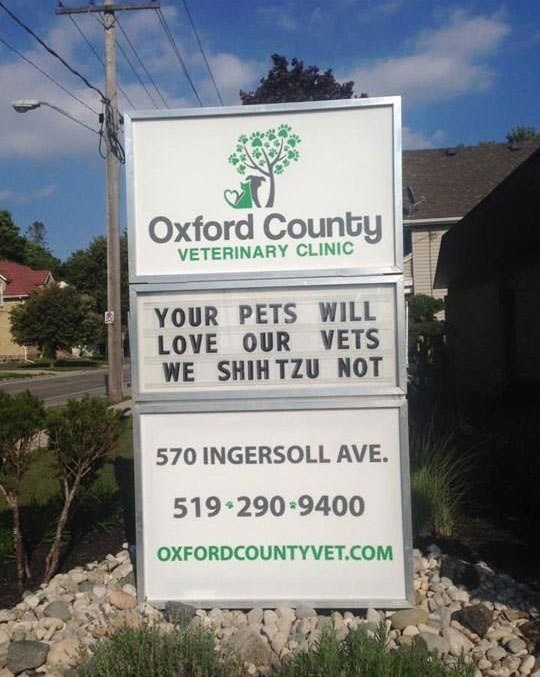 Oxford County
VETERINARY CLINIC
YOUR PETS WILL
LOVE OUR VETS
WE SHIH TZU NOT
570 INGERSOLL AVE.
519 290 9400
OXFORDCOUNTYVET.COM